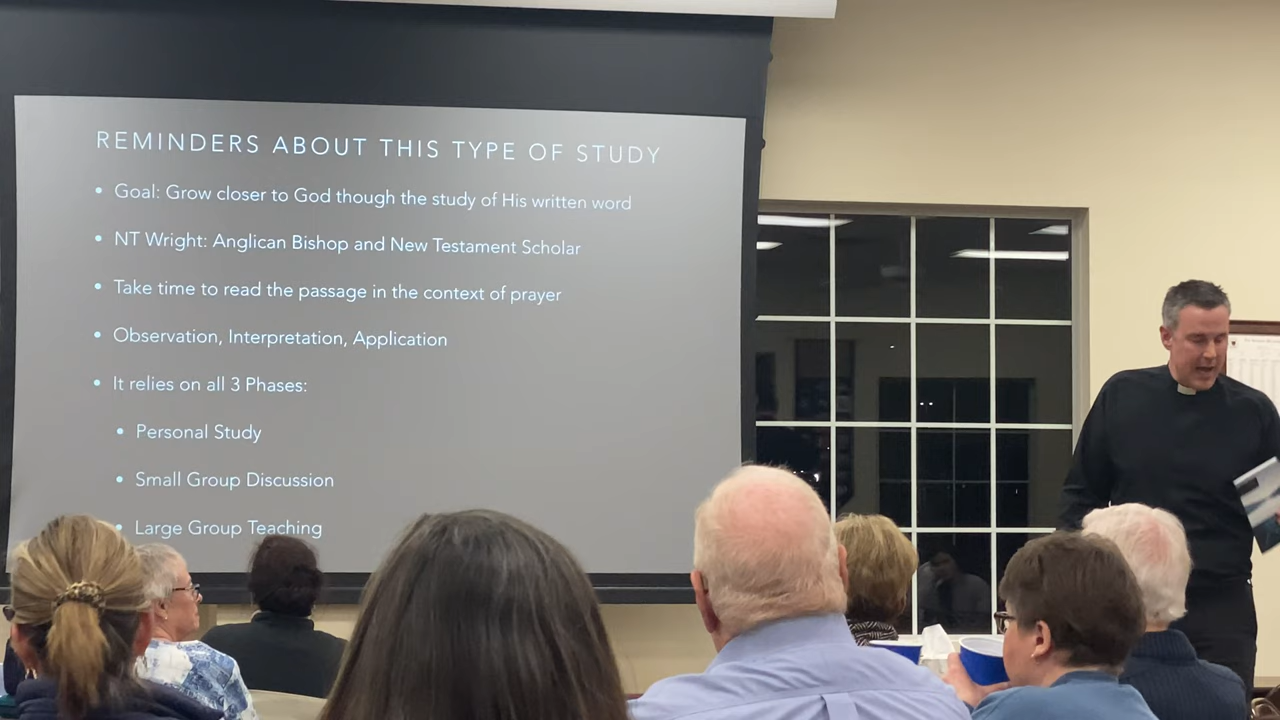 REMINDERS ABOUT THIS TYPE OF STUDY
• Goal: Grow closer to God though the study of His written word
• NT Wright: Anglican Bishop and New Testament Scholar
• Take time to read the passage in the context of prayer
• Observation, Interpretation, Application
• It relies on all 3 Phases:
• Personal Study
• Small Group Discussion
• Large Group Teaching